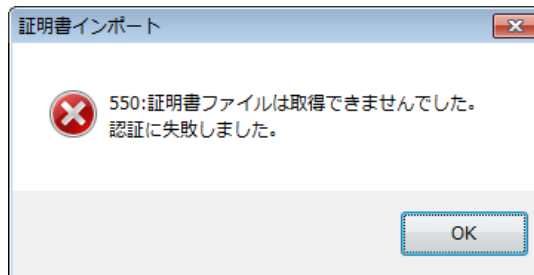 証明書インポート
550:証明書ファイルは取得できませんでした。
認証に失敗しました。
OK